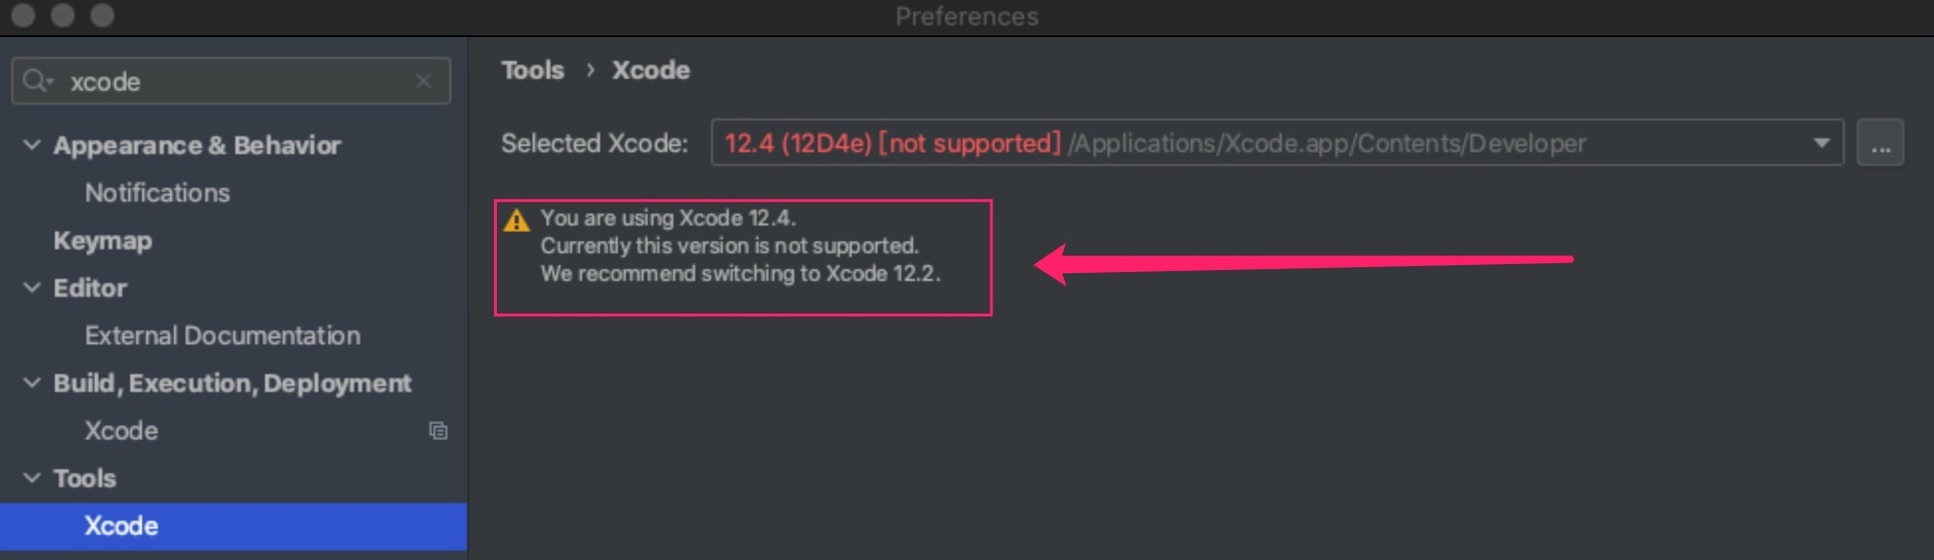 Preferences
xcode
Appearance & Behavior
Notifications
Keymap
Editor
External Documentation
Build, Execution, Deployment
Xcode
Tools
Xcode
Tools › Xcode
Selected Xcode: 12.4 (12D4e) [not supported] /Applications/Xcode.app/Contents/Developer ...
You are using Xcode 12.4.
Currently this version is not supported.
We recommend switching to Xcode 12.2.